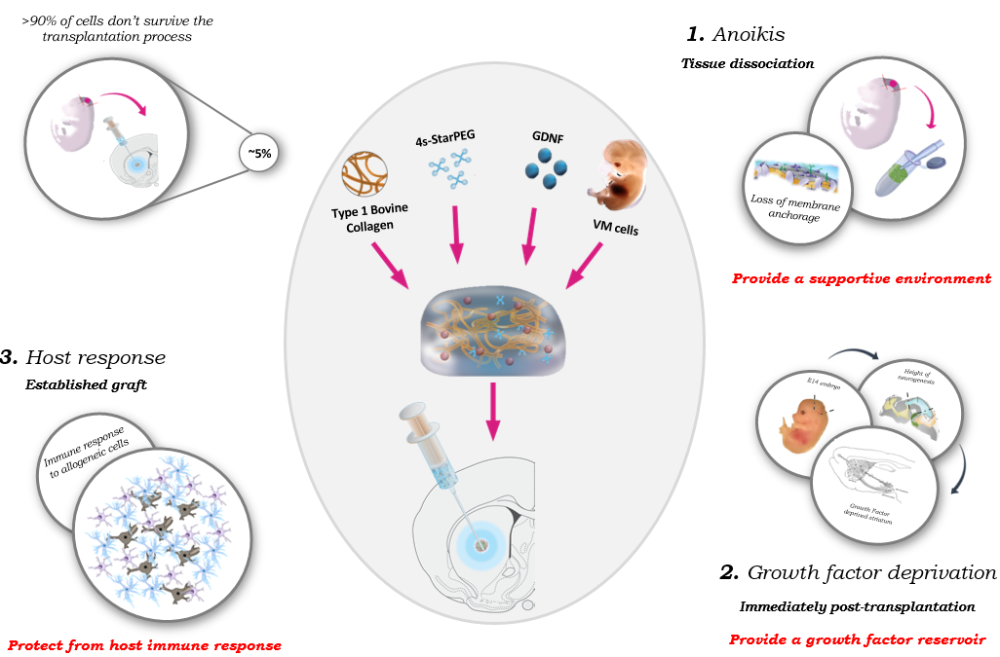 >90% of cells don't survive the
transplantation process
~5%
4s-StarPEG
GDNF
Type 1 Bovine
Collagen
VM cells
1. Anoikis
Tissue dissociation
Loss of membrane
anchorage
Provide a supportive environment
E14 embryo
Height of
neurogenesis
Growth Factor
deprived striatum
2. Growth factor deprivation
Immediately post-transplantation
Provide a growth factor reservoir
3. Host response
Established graft
Immune response
to allogeneic cells
Protect from host immune response